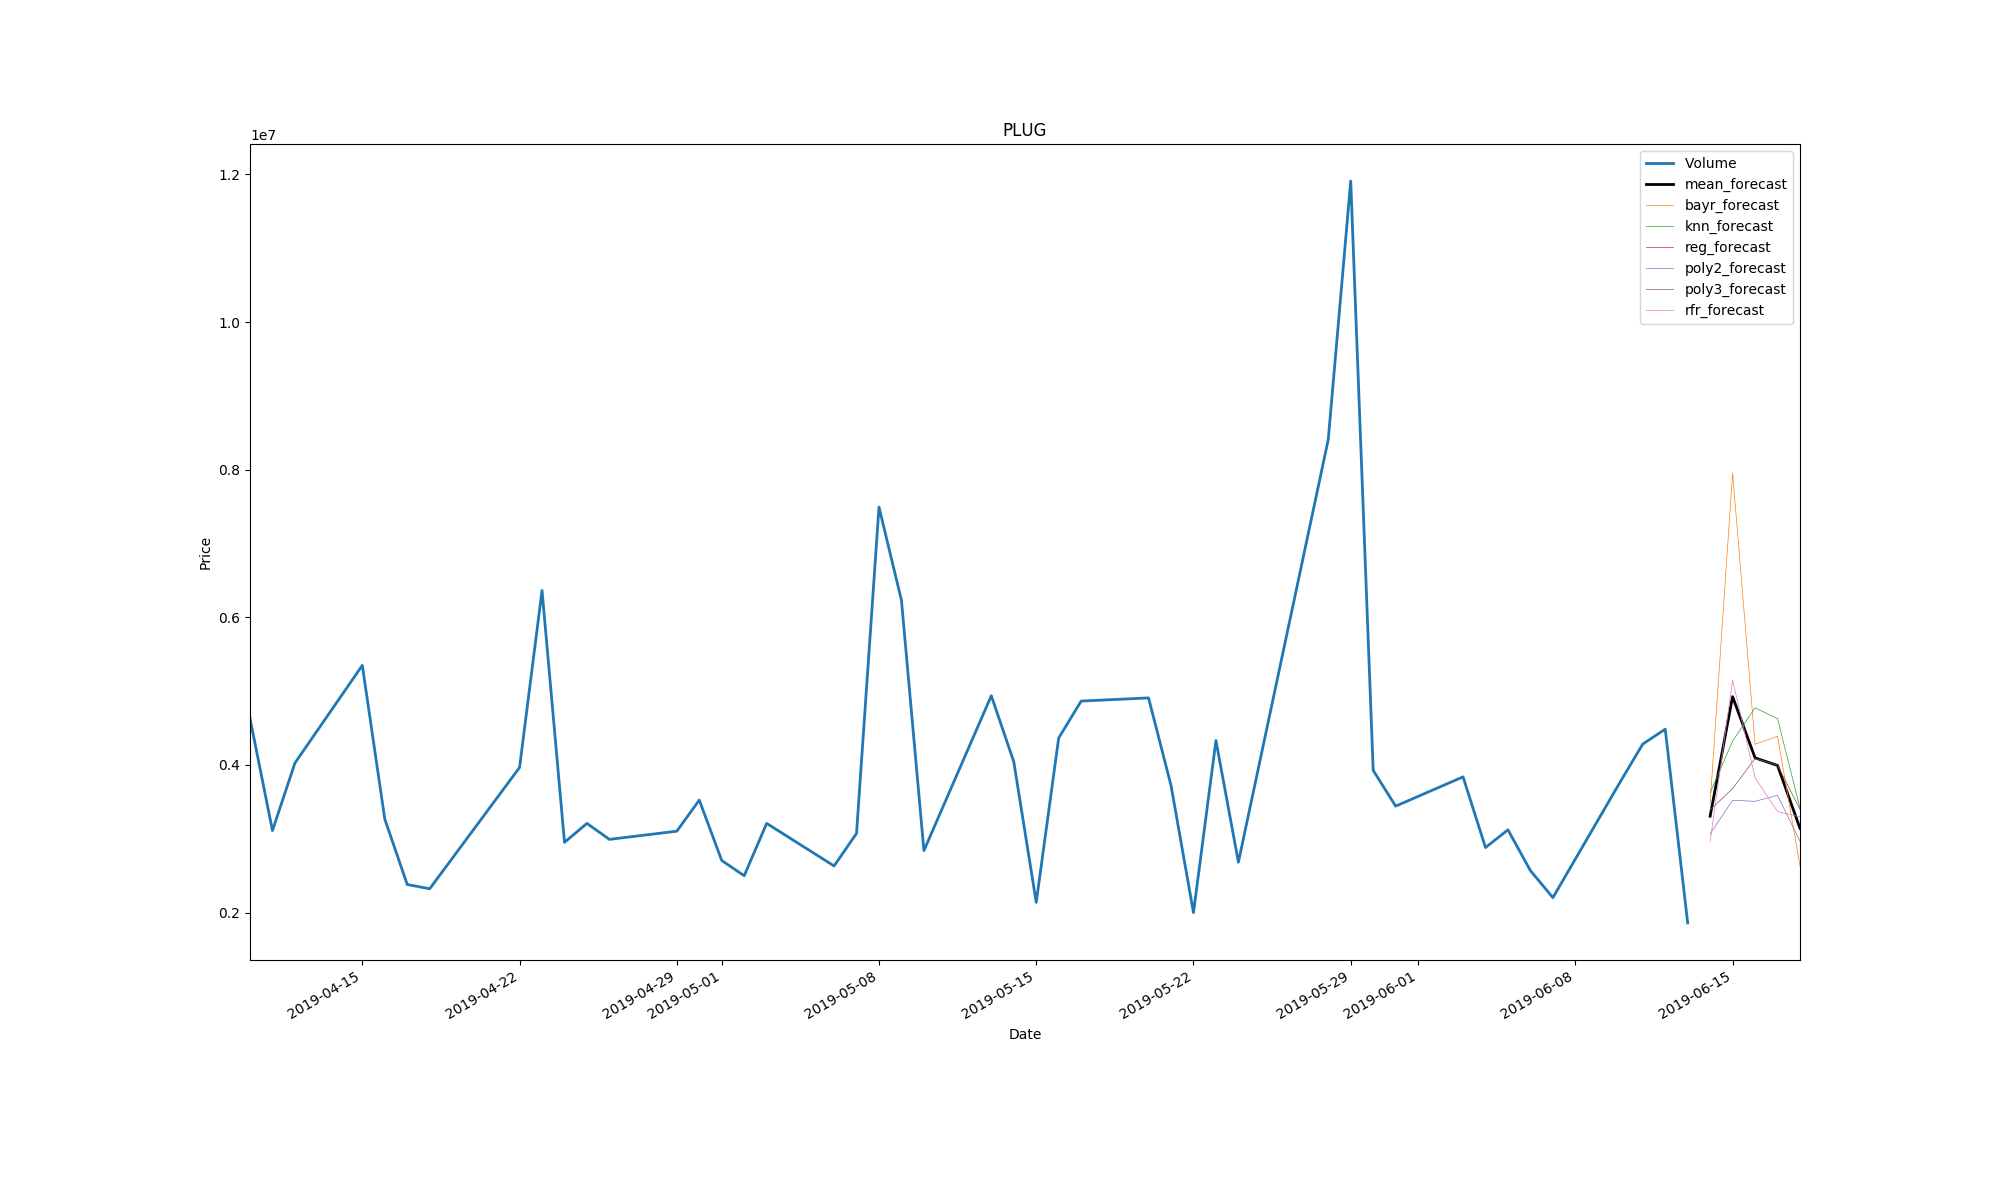 PLUG
1e7
1.2
1.0
0.8
0.6
0.4
0.2
Price
Volume
mean_forecast
bayr_forecast
knn_forecast
reg_forecast
poly2_forecast
poly3_forecast
rfr_forecast
2019-04-15
2019-04-22
2019-04-29
2019-05-01
2019-05-08
2019-05-15
2019-05-22
2019-05-29
2019-06-01
2019-06-08
2019-06-15
Date